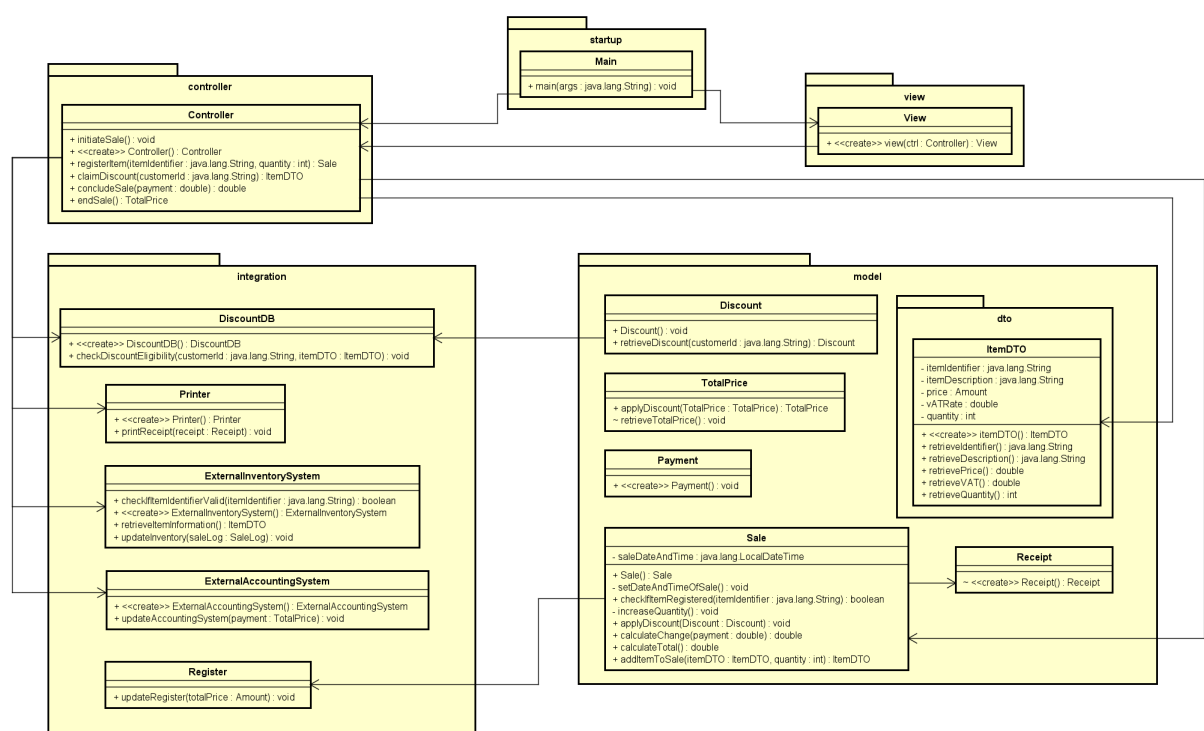 startup
Main
+ main(args : java.lang.String) : void
controller
Controller
+ initiateSale() : void
+ <<create>> Controller() : Controller
+ registerItem(itemIdentifier : java.lang.String, quantity : int) : Sale
+ claimDiscount(customerId : java.lang.String) : ItemDTO
+ concludeSale(payment : double) : double
+ endSale() : TotalPrice
view
View
+ <<create>> view(ctrl : Controller) : View
integration
DiscountDB
+ <<create>> DiscountDB() : DiscountDB
+ checkDiscountEligibility(customerId : java.lang.String, itemDTO : ItemDTO) : void
Printer
+ <<create>> Printer() : Printer
+ printReceipt(receipt : Receipt) : void
ExternalInventorySystem
+ checkIfItemIdentifierValid(itemIdentifier : java.lang.String) : boolean
+ <<create>> ExternalInventorySystem() : ExternalInventorySystem
+ retrieveItemInformation() : ItemDTO
+ updateInventory(saleLog : SaleLog) : void
ExternalAccountingSystem
+ <<create>> ExternalAccountingSystem() : ExternalAccountingSystem
+ updateAccountingSystem(payment : TotalPrice) : void
Register
+ updateRegister(totalPrice : Amount) : void
model
Discount
+ Discount() : void
+ retrieveDiscount(customerId : java.lang.String) : Discount
TotalPrice
+ applyDiscount(TotalPrice : TotalPrice) : TotalPrice
~ retrieveTotalPrice() : void
Payment
+ <<create>> Payment() : void
dto
ItemDTO
- itemIdentifier : java.lang.String
- itemDescription : java.lang.String
- price : Amount
- vATRate : double
- quantity : int
+ <<create>> itemDTO() : ItemDTO
+ retrieveIdentifier() : java.lang.String
+ retrieveDescription() : java.lang.String
+ retrievePrice() : double
+ retrieveVAT() : double
+ retrieveQuantity() : int
Sale
- saleDateAndTime : java.lang.LocalDateTime
+ Sale() : Sale
- setDateAndTimeOfSale() : void
+ checkIfItemRegistered(itemIdentifier : java.lang.String) : boolean
- increaseQuantity() : void
+ applyDiscount(Discount : Discount) : void
+ calculateChange(payment : double) : double
+ calculateTotal() : double
+ addItemToSale(itemDTO : ItemDTO, quantity : int) : ItemDTO
Receipt
~ <<create>> Receipt() : Receipt